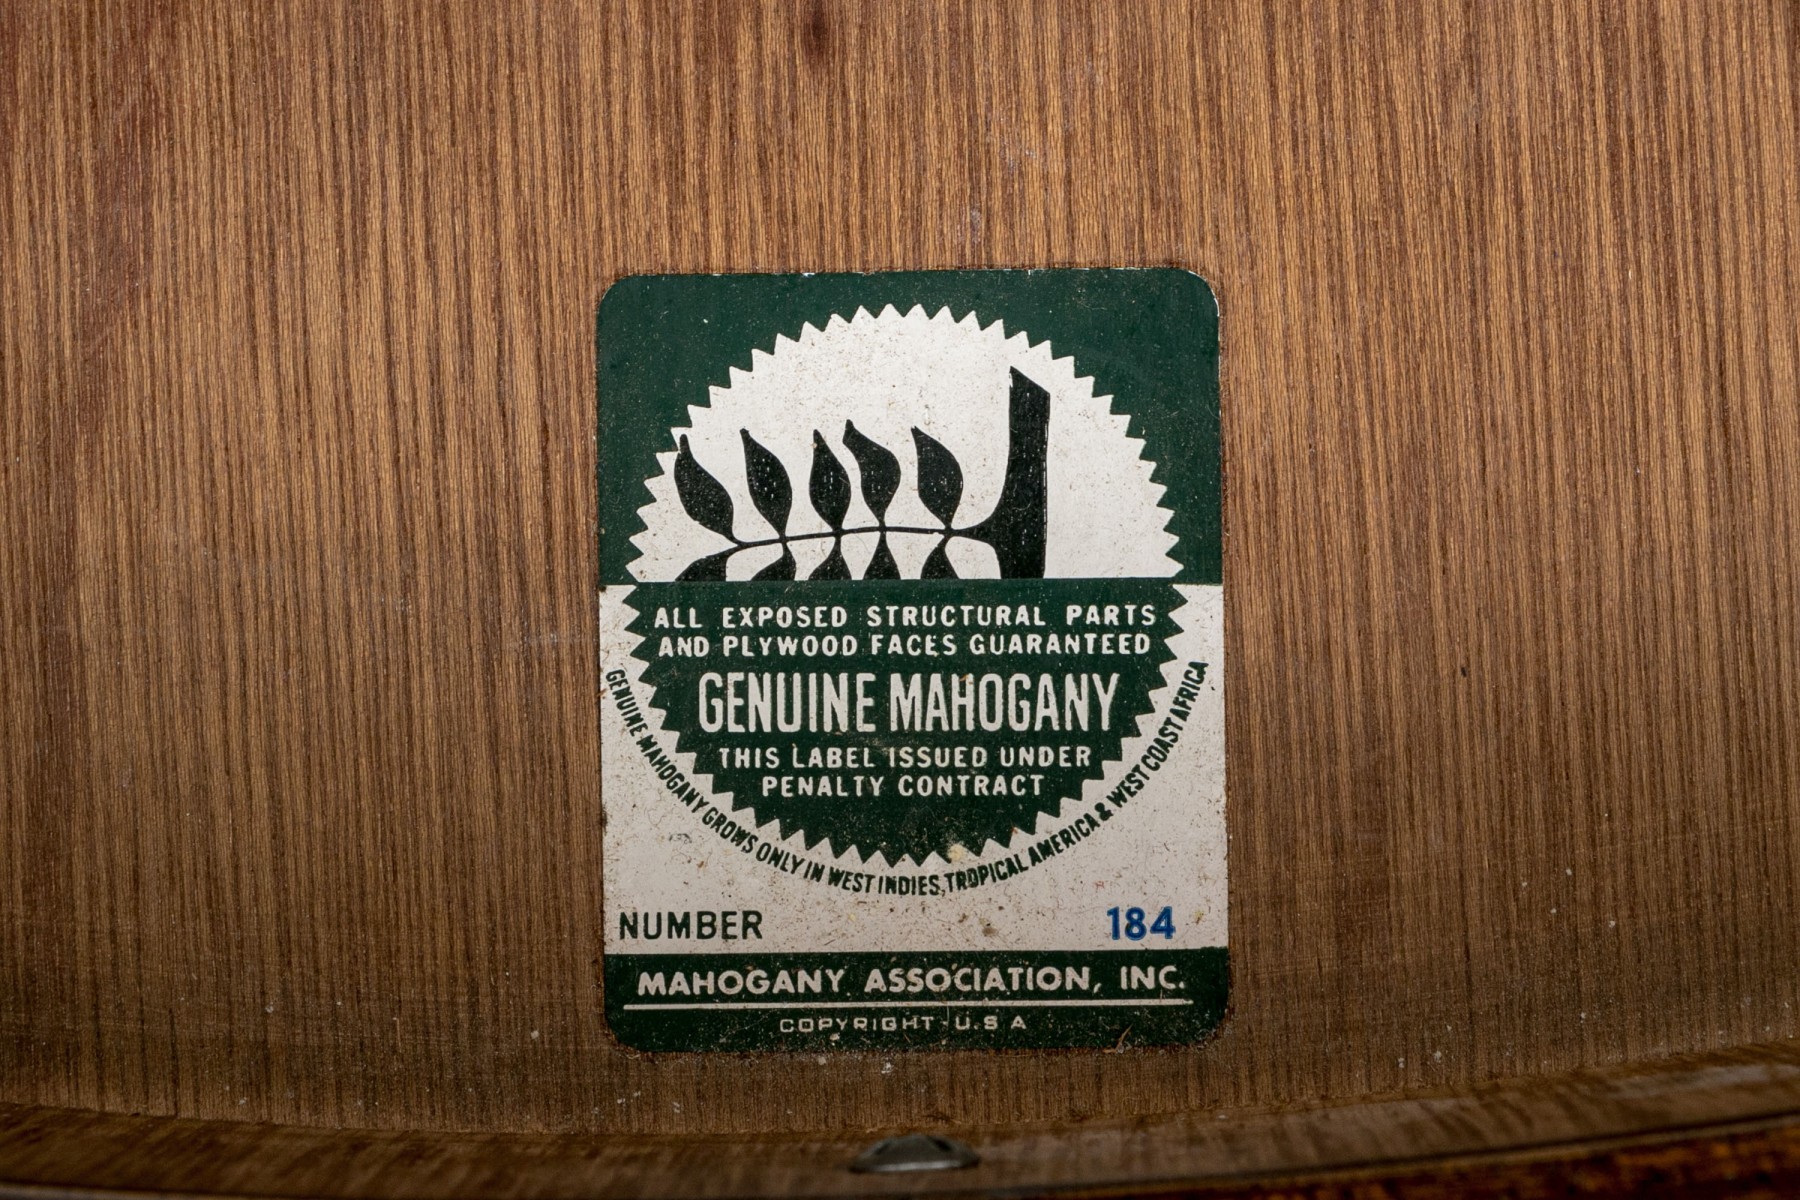 ALL EXPOSED STRUCTURAL PARTS
AND PLYWOOD FACES GUARANTEED
GENUINE MAHOGANY
THIS LABEL ISSUED UNDER
PENALTY CONTRACT
GENUINE MAHOGANY GROWS ONLY IN WEST INDIES, TROPICAL AMERICA & WEST COAST AFRICA
NUMBER 184
MAHOGANY ASSOCIATION, INC.
COPYRIGHT - U.S A